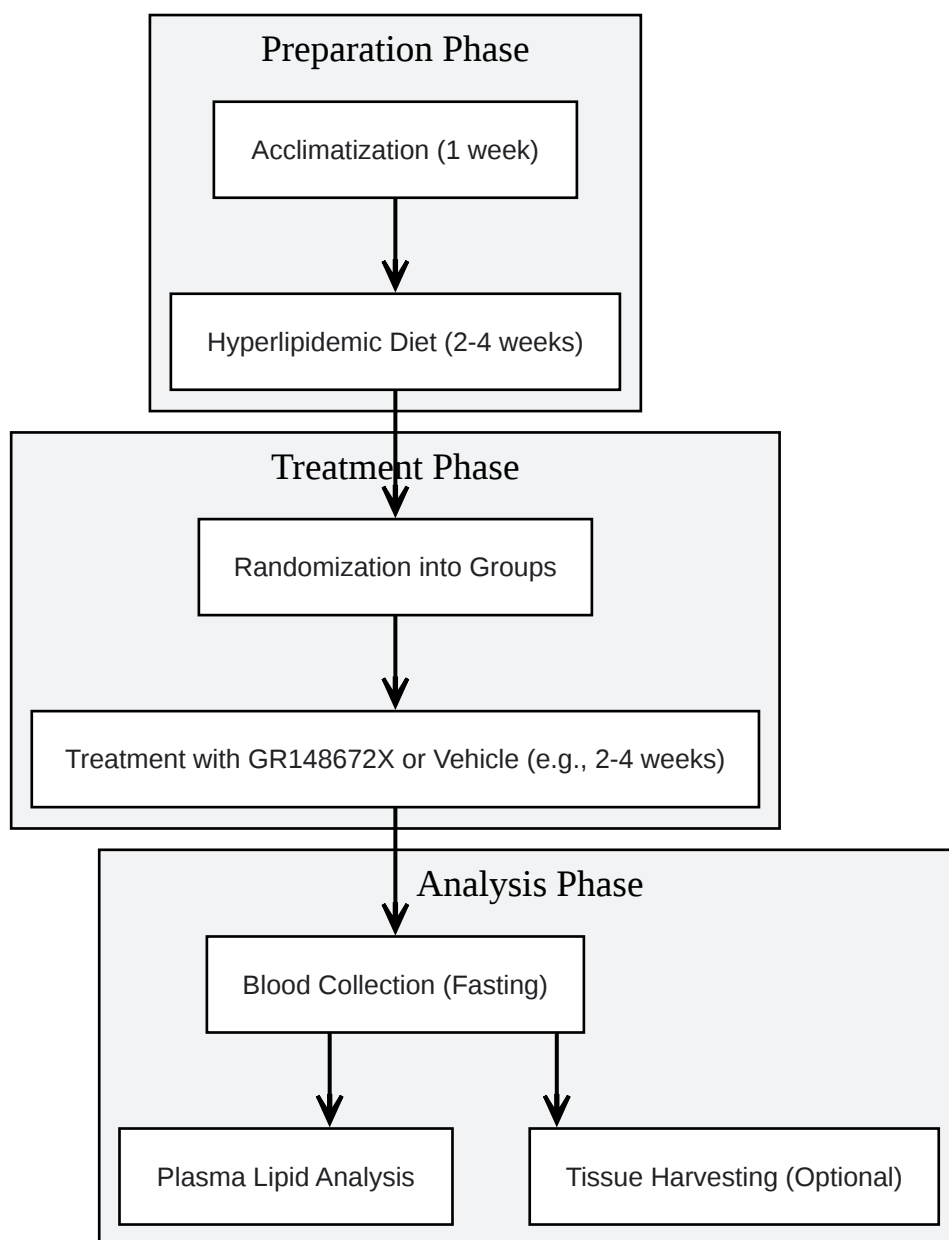 Preparation Phase
Acclimatization (1 week)
Hyperlipidemic Diet (2-4 weeks)
Treatment Phase
Randomization into Groups
Treatment with GR148672X or Vehicle (e.g., 2-4 weeks)
Analysis Phase
Blood Collection (Fasting)
Plasma Lipid Analysis
Tissue Harvesting (Optional)